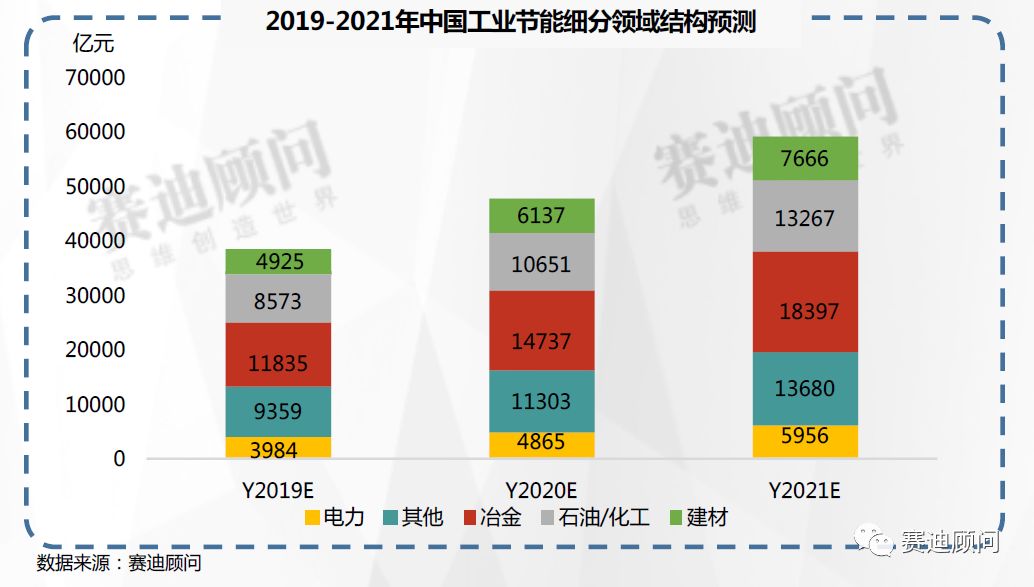 2019-2021年中国工业节能细分领域结构预测
亿元
70000
60000
50000
40000
30000
20000
10000
0
4925
8573
11835
9359
3984
6137
10651
14737
11303
4865
7666
13267
18397
13680
5956
Y2019E Y2020E Y2021E
电力 其他 冶金 石油/化工 建材
赛迪顾问
思维创造世界
赛迪顾问
思维
界
赛迪顾问
数据来源：赛迪顾问